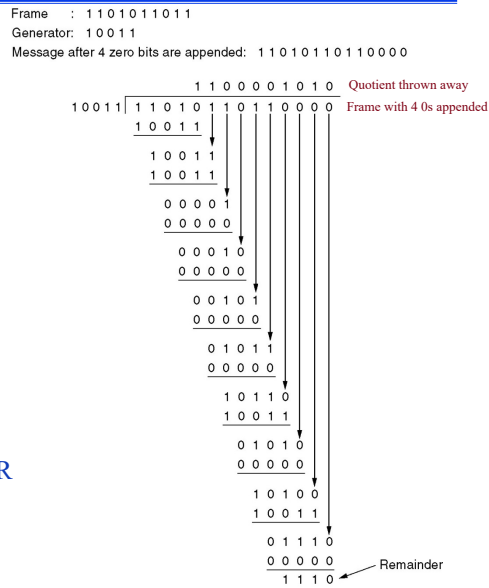 Frame : 1 1 0 1 0 1 1 0 1 1
Generator: 1 0 0 1 1
Message after 4 zero bits are appended: 1 1 0 1 0 1 1 0 1 1 0 0 0 0
1 1 0 0 0 0 1 0 1 0 Quotient thrown away
1 0 0 1 1 1 1 0 1 0 1 1 0 1 1 0 0 0 0 Frame with 4 0s appended
1 0 0 1 1
1 0 0 1 1
1 0 0 1 1
0 0 0 0 1
0 0 0 0 0
0 0 0 1 0
0 0 0 0 0
0 0 1 0 1
0 0 0 0 0
0 1 0 1 1
0 0 0 0 0
1 0 1 1 0
1 0 0 1 1
0 1 0 1 0
0 0 0 0 0
R
1 0 1 0 0
1 0 0 1 1
0 1 1 1 0
0 0 0 0 0
Remainder
1 1 1 0